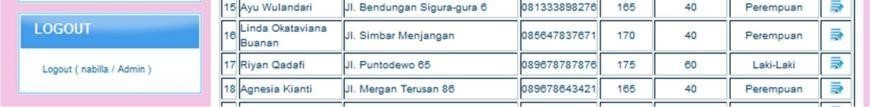 LOGOUT
Logout ( nabilla / Admin )
15 Ayu Wulandari Jl. Bendungan Sigura-gura 6 081333898276 165 40 Perempuan
16 Linda Okataviana Buanan Jl. Simbar Menjangan 085647837671 170 40 Perempuan
17 Riyan Qadafi Jl. Puntodewo 65 089678787876 175 60 Laki-Laki
18 Agnesia Kianti Jl. Mergan Terusan 86 089678643421 165 40 Perempuan